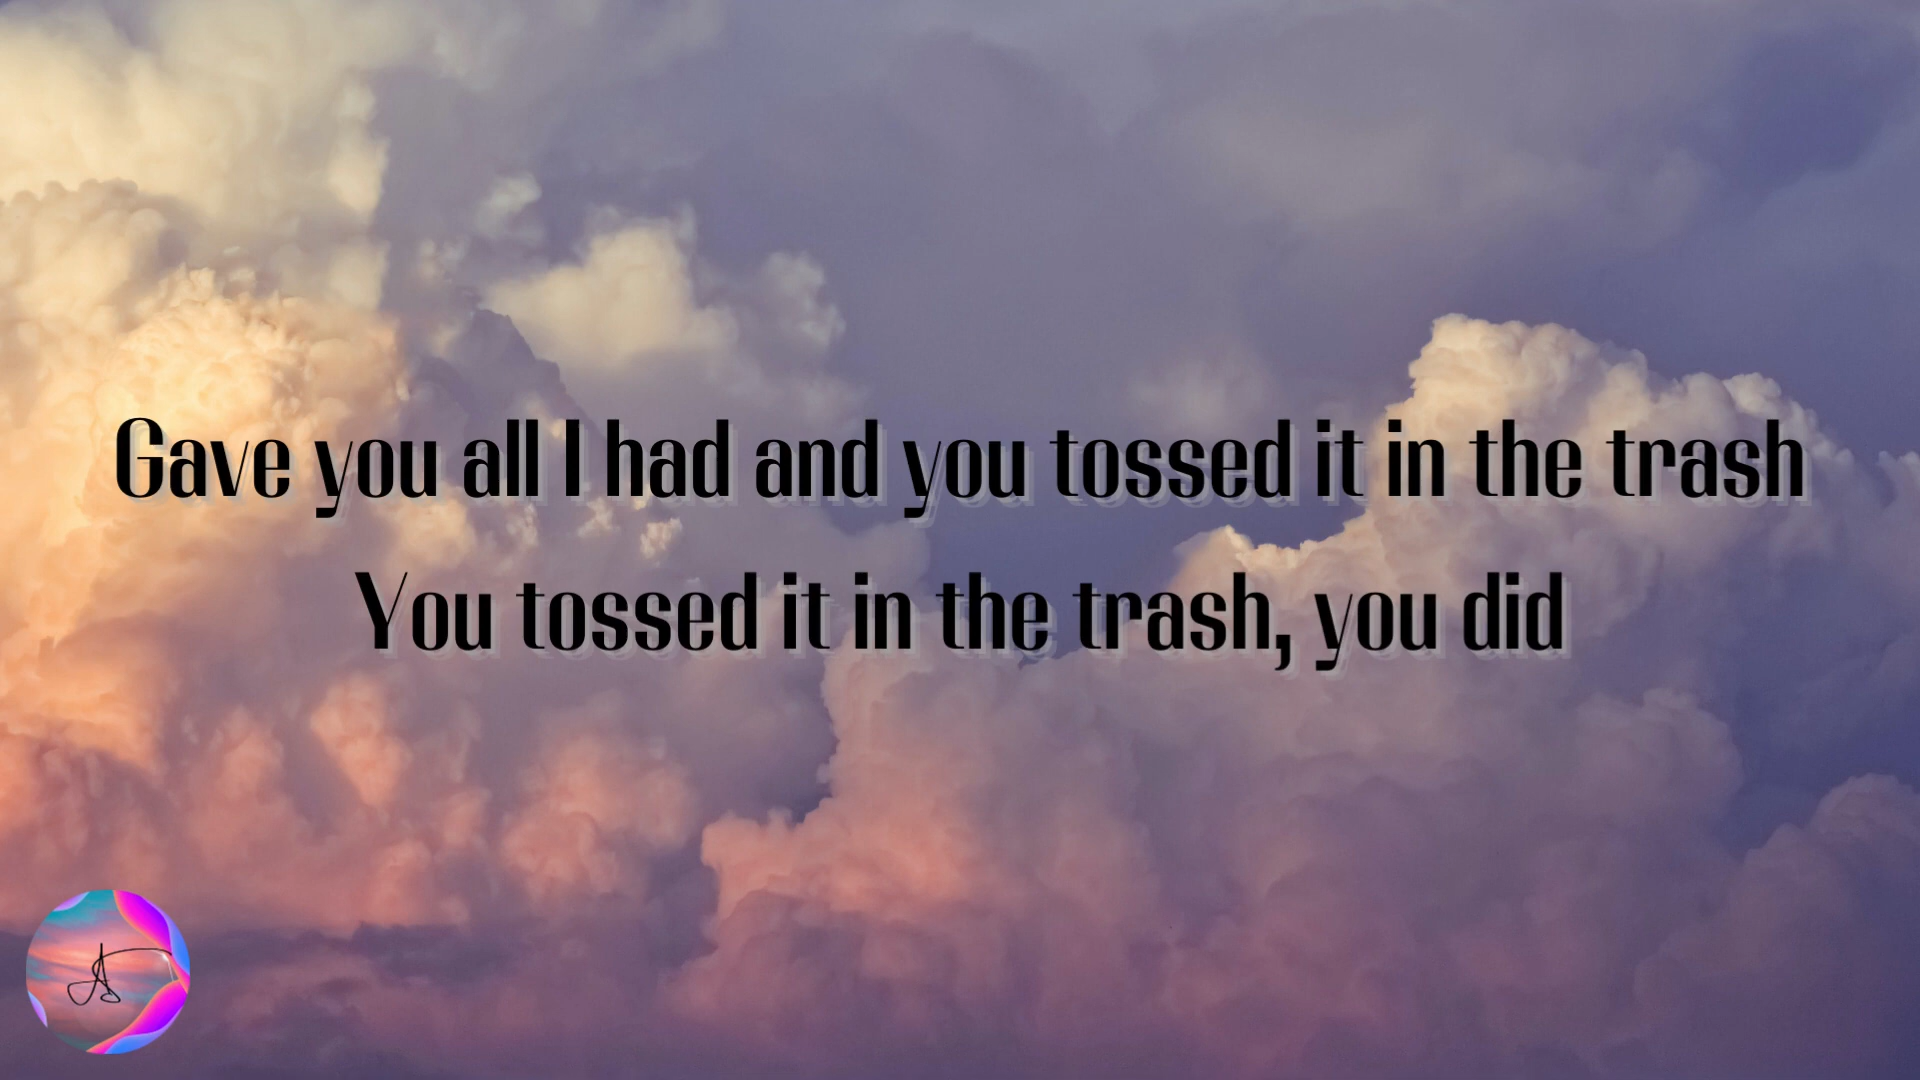 Gave you all I had and you tossed it in the trash
You tossed it in the trash, you did